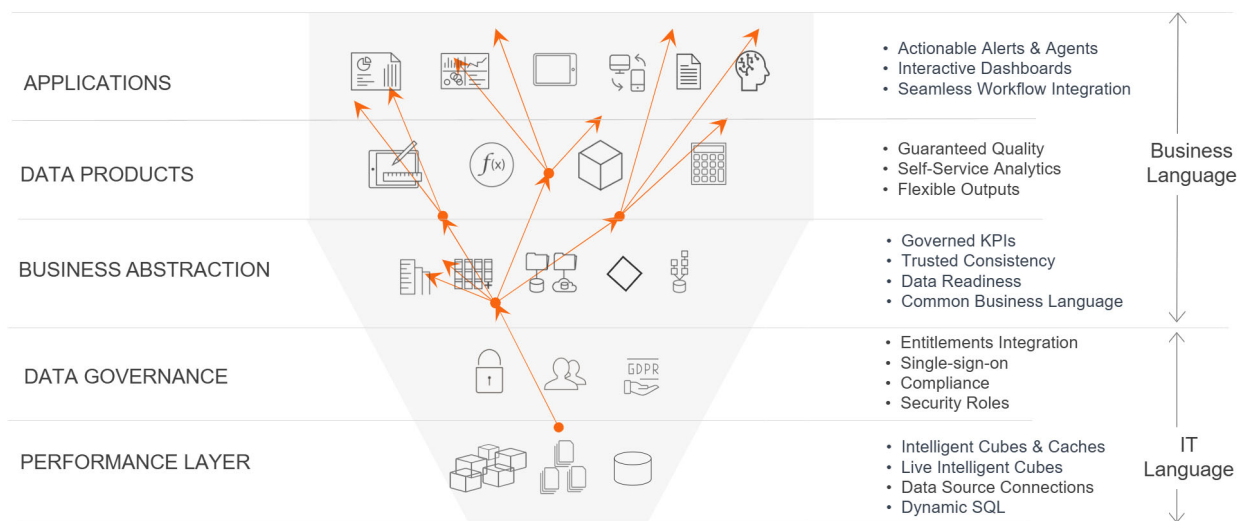 APPLICATIONS
• Actionable Alerts & Agents
• Interactive Dashboards
• Seamless Workflow Integration
DATA PRODUCTS
f(x)
• Guaranteed Quality
• Self-Service Analytics
• Flexible Outputs
Business
Language
BUSINESS ABSTRACTION
• Governed KPIs
• Trusted Consistency
• Data Readiness
• Common Business Language
DATA GOVERNANCE
GDPR
• Entitlements Integration
• Single-sign-on
• Compliance
• Security Roles
PERFORMANCE LAYER
• Intelligent Cubes & Caches
• Live Intelligent Cubes
• Data Source Connections
• Dynamic SQL
IT
Language